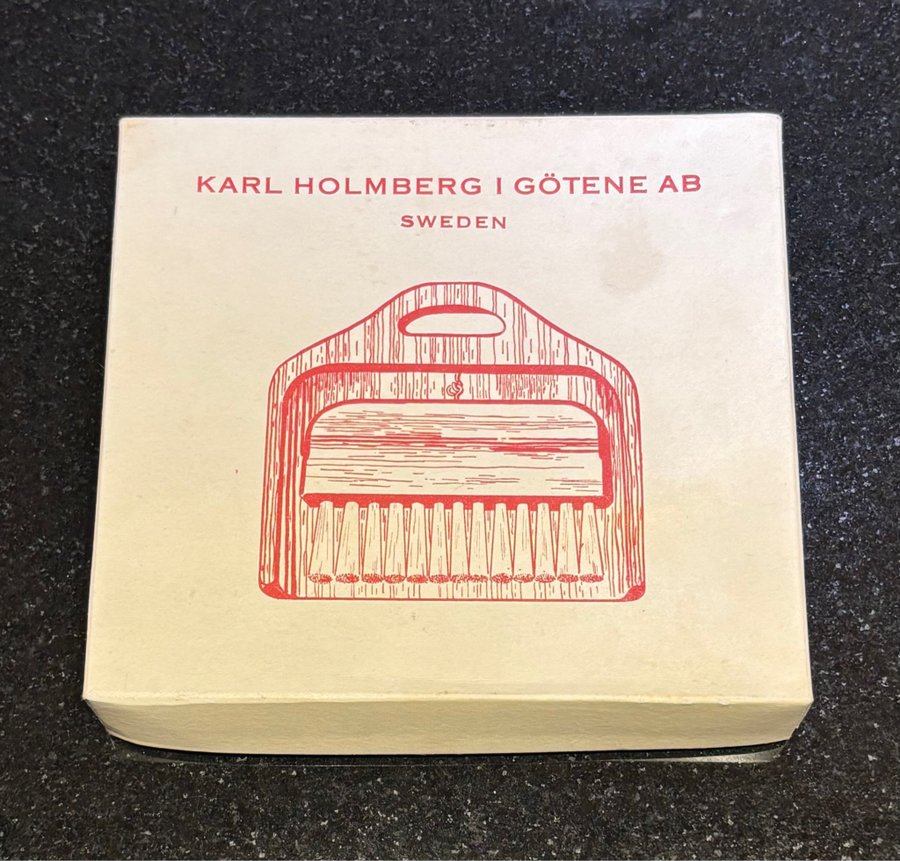 KARL HOLMBERG I GÖTENE AB
SWEDEN